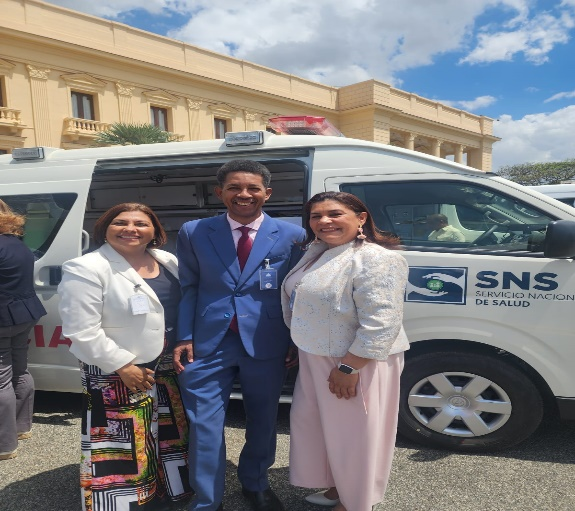 SNS
SERVICIO NACIONAL
DE SALUD